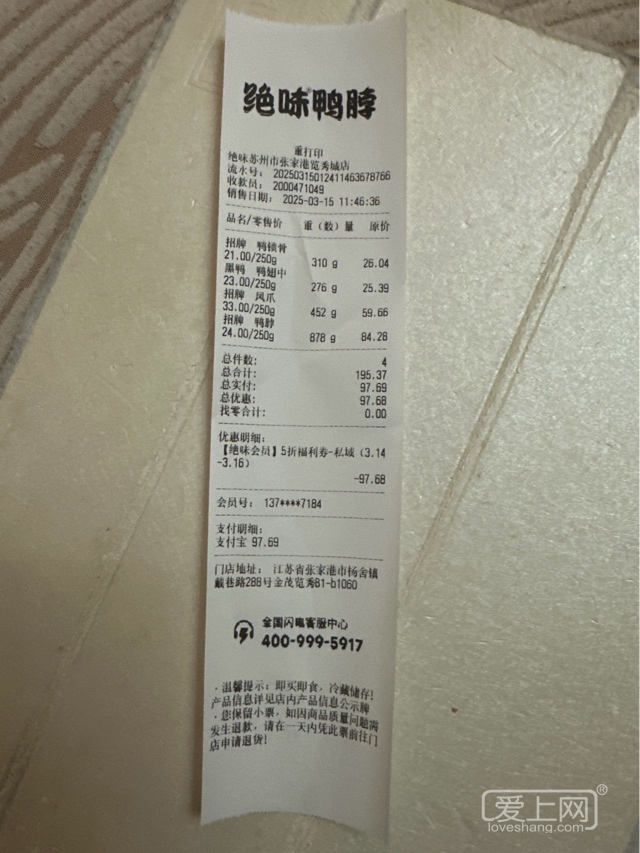 绝味鸭脖
重打印
绝味苏州市张家港览秀城店
流水号: 20250315012411463678766
收款员: 2000471049
销售日期: 2025-03-15 11:46:36
品名/零售价 重（数）量 原价
招牌 鸭锁骨
21.00/250g 310 g 26.04
黑鸭 鸭翅中
23.00/250g 276 g 25.39
招牌 凤爪
33.00/250g 452 g 59.66
招牌 鸭脖
24.00/250g 878 g 84.28
总件数: 4
总合计: 195.37
总实付: 97.69
总优惠: 97.68
找零合计: 0.00
优惠明细:
【绝味会员】5折福利券-私域（3.14
-3.16）
-97.68
会员号: 137****7184
支付明细:
支付宝 97.69
门店地址: 江苏省张家港市杨舍镇
戴巷路288号金茂览秀B1-b1060
全国闪电客服中心
400-999-5917
·温馨提示: 即买即食, 冷藏储存!
产品信息详见店内产品信息公示牌
·您保留小票, 如因商品质量问题需
发生退款, 请在一天内凭此票前往门
店申请退货!
爱上网®
loveshang.com